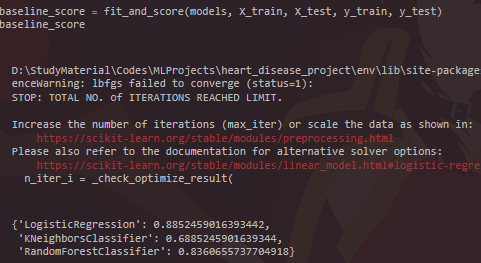 baseline_score = fit_and_score(models, X_train, X_test, y_train, y_test)
baseline_score
D:\StudyMaterial\Codes\MLProjects\heart_disease_project\env\lib\site-package
enceWarning: lbfgs failed to converge (status=1):
STOP: TOTAL NO. of ITERATIONS REACHED LIMIT.
Increase the number of iterations (max_iter) or scale the data as shown in:
https://scikit-learn.org/stable/modules/preprocessing.html
Please also refer to the documentation for alternative solver options:
https://scikit-learn.org/stable/modules/linear_model.html#logistic-regre
n_iter_i = _check_optimize_result(
{'LogisticRegression': 0.8852459016393442,
'KNeighborsClassifier': 0.6885245901639344,
'RandomForestClassifier': 0.8360655737704918}